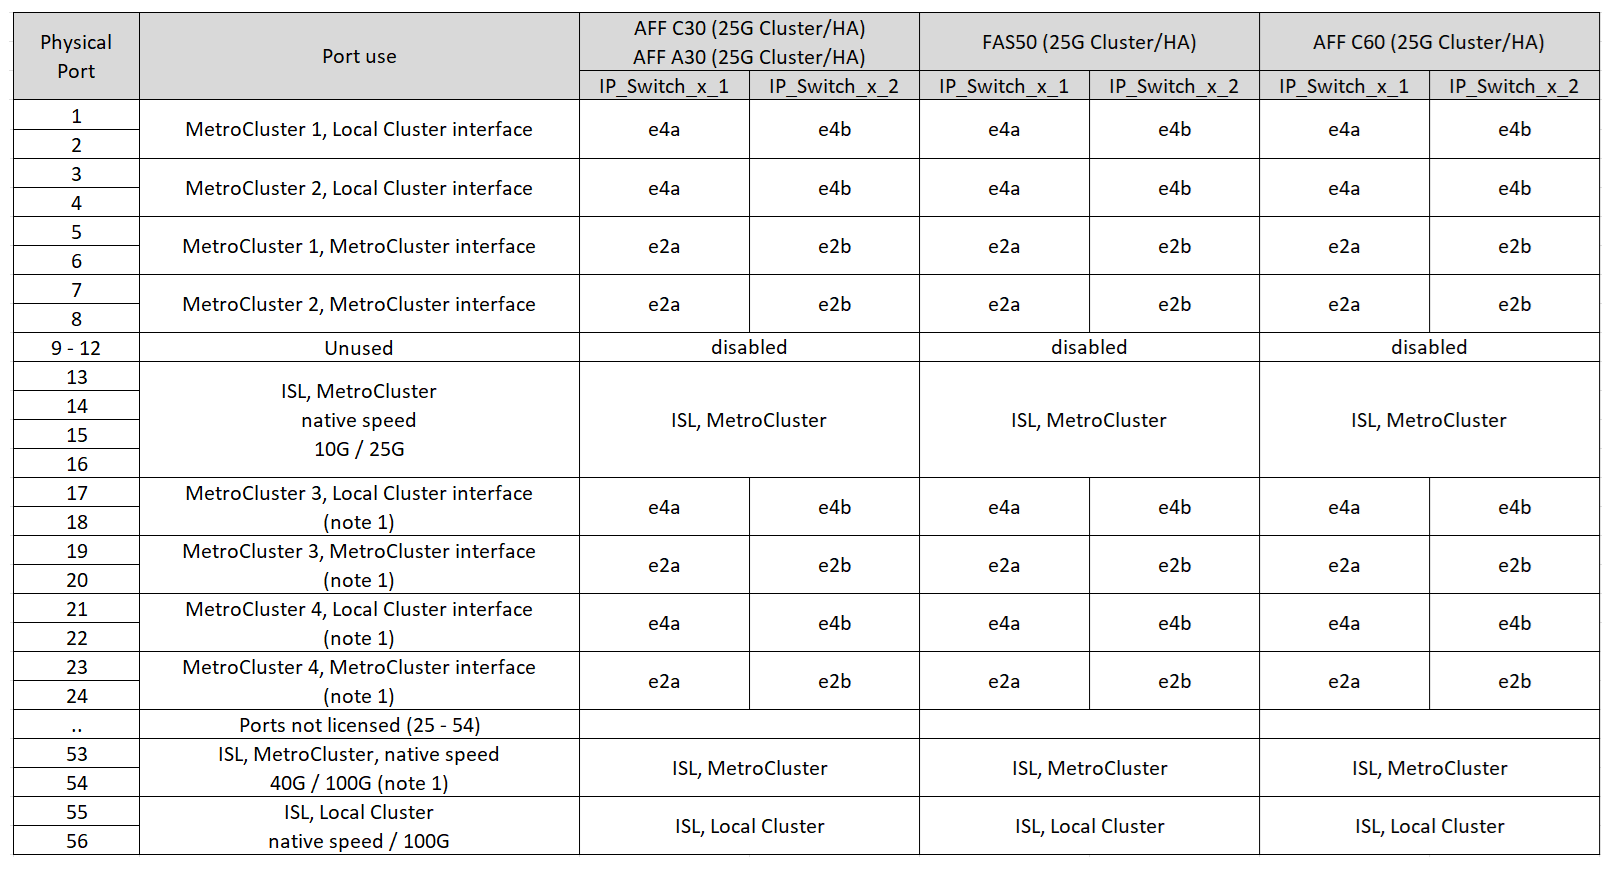 Physical
Port
Port use
AFF C30 (25G Cluster/HA)
AFF A30 (25G Cluster/HA)
FAS50 (25G Cluster/HA)
AFF C60 (25G Cluster/HA)
IP_Switch_x_1 IP_Switch_x_2 IP_Switch_x_1 IP_Switch_x_2 IP_Switch_x_1 IP_Switch_x_2
1
2
MetroCluster 1, Local Cluster interface
e4a e4b e4a e4b e4a e4b
3
4
MetroCluster 2, Local Cluster interface
e4a e4b e4a e4b e4a e4b
5
6
MetroCluster 1, MetroCluster interface
e2a e2b e2a e2b e2a e2b
7
8
MetroCluster 2, MetroCluster interface
e2a e2b e2a e2b e2a e2b
9 - 12 Unused disabled disabled disabled
13
14
15
16
ISL, MetroCluster
native speed
10G / 25G
ISL, MetroCluster ISL, MetroCluster ISL, MetroCluster
17
18
MetroCluster 3, Local Cluster interface
(note 1)
e4a e4b e4a e4b e4a e4b
19
20
MetroCluster 3, MetroCluster interface
(note 1)
e2a e2b e2a e2b e2a e2b
21
22
MetroCluster 4, Local Cluster interface
(note 1)
e4a e4b e4a e4b e4a e4b
23
24
MetroCluster 4, MetroCluster interface
(note 1)
e2a e2b e2a e2b e2a e2b
.. Ports not licensed (25 - 54)
53
54
ISL, MetroCluster, native speed
40G / 100G (note 1)
ISL, MetroCluster ISL, MetroCluster ISL, MetroCluster
55
56
ISL, Local Cluster
native speed / 100G
ISL, Local Cluster ISL, Local Cluster ISL, Local Cluster